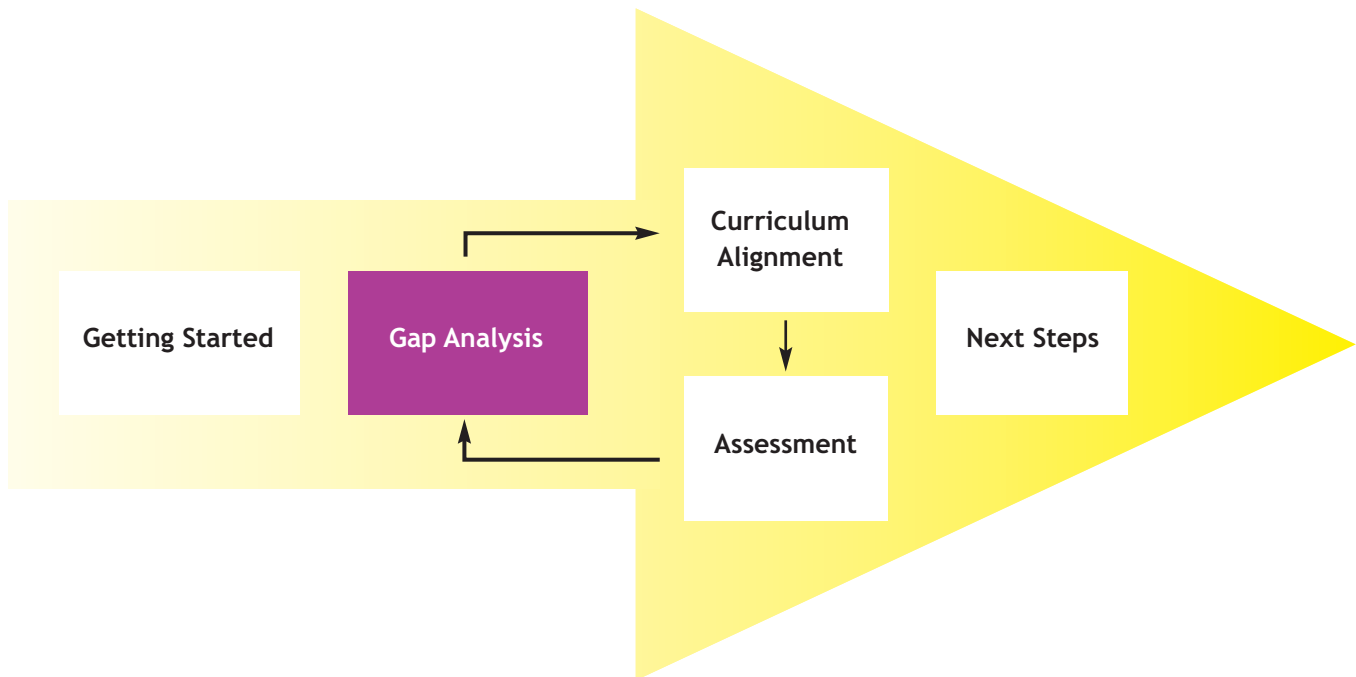 Getting Started
Gap Analysis
Curriculum
Alignment
Assessment
Next Steps